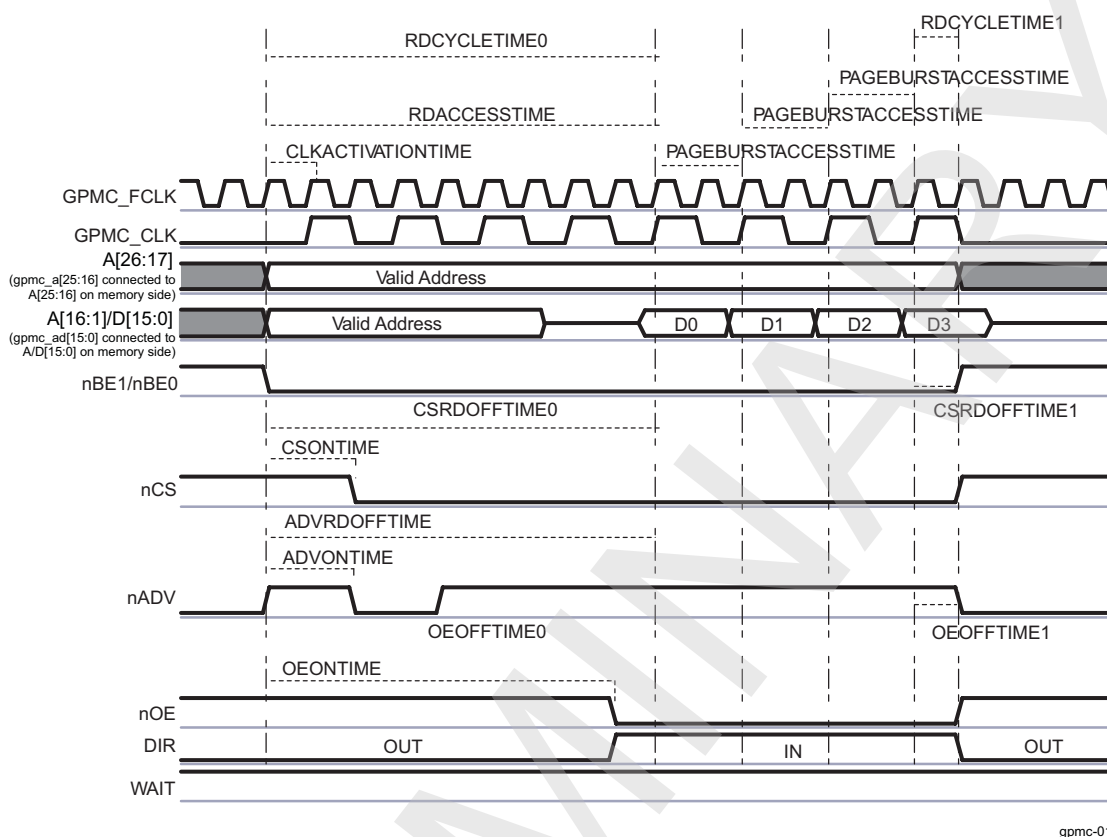 RDCYCLETIME1
RDCYCLETIME0
PAGEBURSTACCESSTIME
RDACCESSTIME
PAGEBURSTACCESSTIME
CLKACTIVATIONTIME
PAGEBURSTACCESSTIME
GPMC_FCLK
GPMC_CLK
A[26:17]
(gpmc_a[25:16] connected to
A[25:16] on memory side)
Valid Address
A[16:1]/D[15:0]
(gpmc_ad[15:0] connected to
A/D[15:0] on memory side)
Valid Address
D0
D1
D2
D3
nBE1/nBE0
CSRDOFFTIME0
CSRDOFFTIME1
CSONTIME
nCS
ADVRDOFFTIME
ADVONTIME
nADV
OEOFFTIME0
OEOFFTIME1
OEONTIME
nOE
DIR
OUT
IN
OUT
WAIT